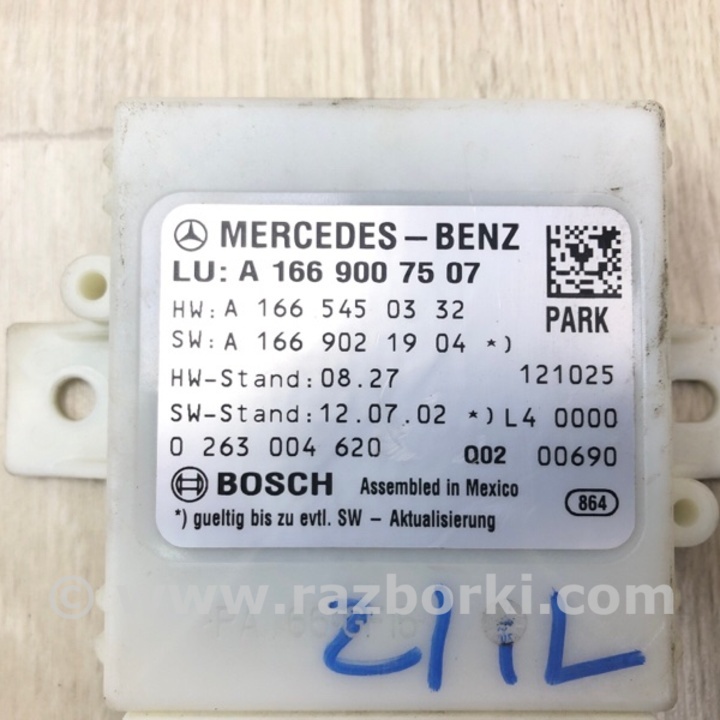 MERCEDES-BENZ
LU: A 166 900 75 07
HW: A 166 545 03 32
PARK
SW: A 166 902 19 04 *)
HW-Stand: 08.27 121025
SW-Stand: 12.07.02 *) L4 0000
0 263 004 620 Q02 00690
BOSCH Assembled in Mexico
*) gueltig bis zu evtl. SW - Aktualisierung 864
© www.razborki.com